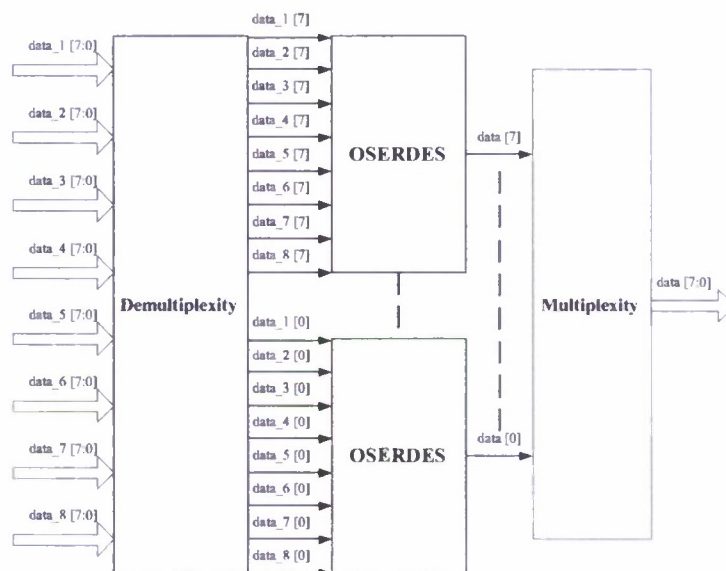 data_1 [7:0]
data_2 [7:0]
data_3 [7:0]
data_4 [7:0]
data_5 [7:0]
data_6 [7:0]
data_7 [7:0]
data_8 [7:0]
Demultiplexity
data_1 [7]
data_2 [7]
data_3 [7]
data_4 [7]
data_5 [7]
data_6 [7]
data_7 [7]
data_8 [7]
data_1 [0]
data_2 [0]
data_3 [0]
data_4 [0]
data_5 [0]
data_6 [0]
data_7 [0]
data_8 [0]
OSERDES
OSERDES
data [7]
data [0]
Multiplexity
data [7:0]